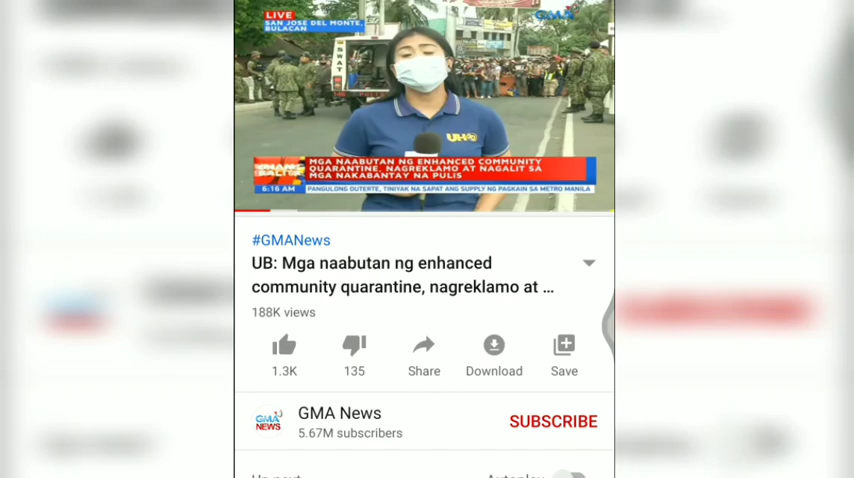 LIVE
SAN JOSE DEL MONTE,
BULACAN
GMA
SWAT
UHB
MGA NAABUTAN NG ENHANCED COMMUNITY
QUARANTINE, NAGREKLAMO AT NAGALIT SA
MGA NAKABANTAY NA PULIS
6:16 AM
PANGULONG DUTERTE, TINIYAK NA SAPAT ANG SUPPLY NG PAGKAIN SA METRO MANILA
#GMANews
UB: Mga naabutan ng enhanced
community quarantine, nagreklamo at ...
188K views
1.3K
135
Share
Download
Save
GMA
NEWS
GMA News
5.67M subscribers
SUBSCRIBE
Up next
Autoplay